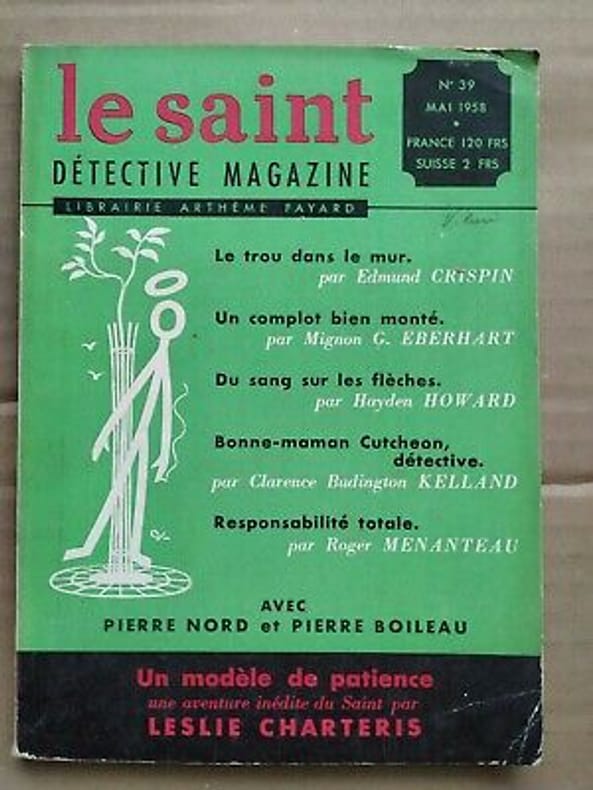 le saint
DÉTECTIVE MAGAZINE
LIBRAIRIE ARTHÈME FAYARD
N° 39
MAI 1958
FRANCE 120 FRS
SUISSE 2 FRS
Le trou dans le mur.
par Edmund CRISPIN
Un complot bien monté.
par Mignon G. EBERHART
Du sang sur les flèches.
par Hayden HOWARD
Bonne-maman Cutcheon,
détective.
par Clarence Budington KELLAND
Responsabilité totale.
par Roger MENANTEAU
AVEC
PIERRE NORD et PIERRE BOILEAU
Un modèle de patience
une aventure inédite du Saint par
LESLIE CHARTERIS